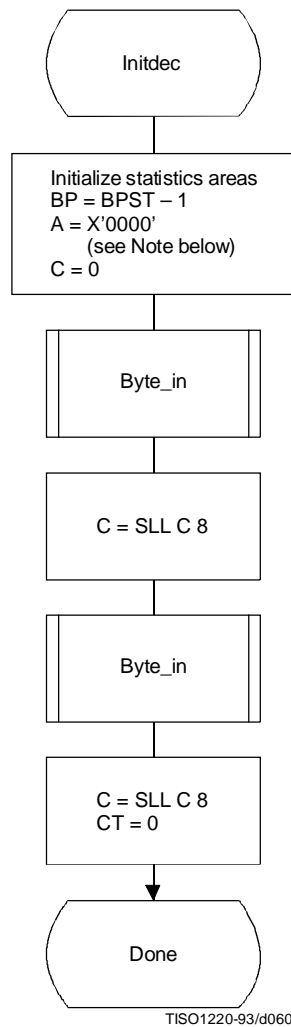 Initdec
Initialize statistics areas
BP = BPST – 1
A = X'0000'
(see Note below)
C = 0
Byte_in
C = SLL C 8
Byte_in
C = SLL C 8
CT = 0
Done
TISO1220-93/d060